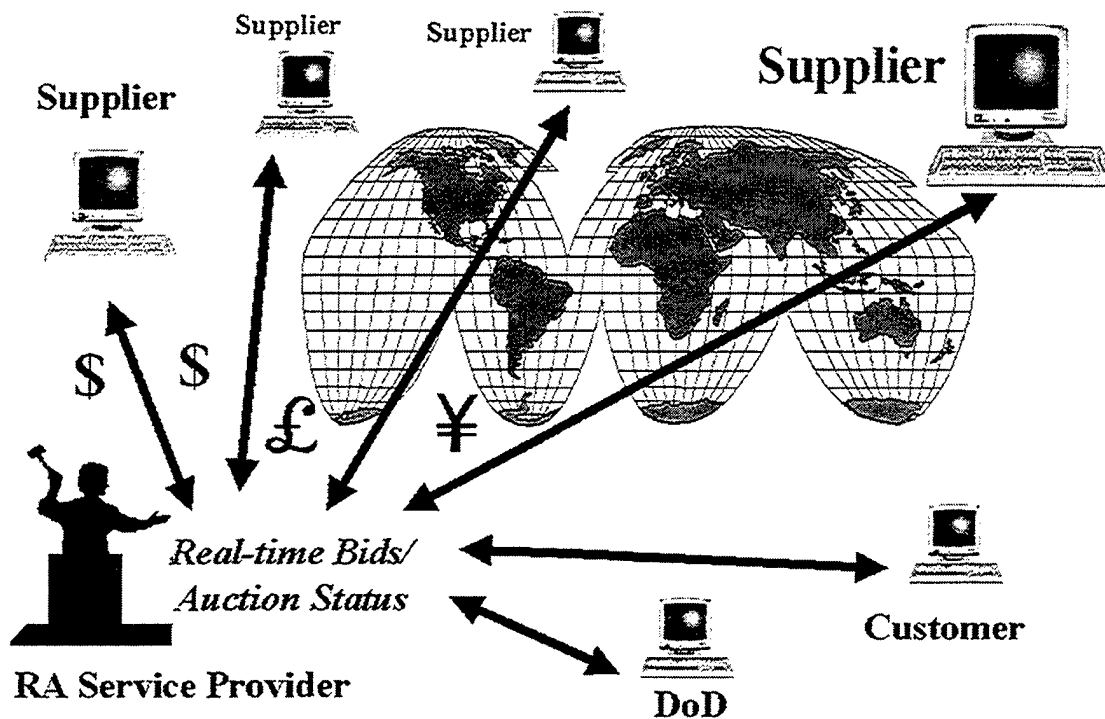 Supplier
Supplier
Supplier
Supplier
$
$
£
¥
Real-time Bids/
Auction Status
Customer
RA Service Provider
DoD